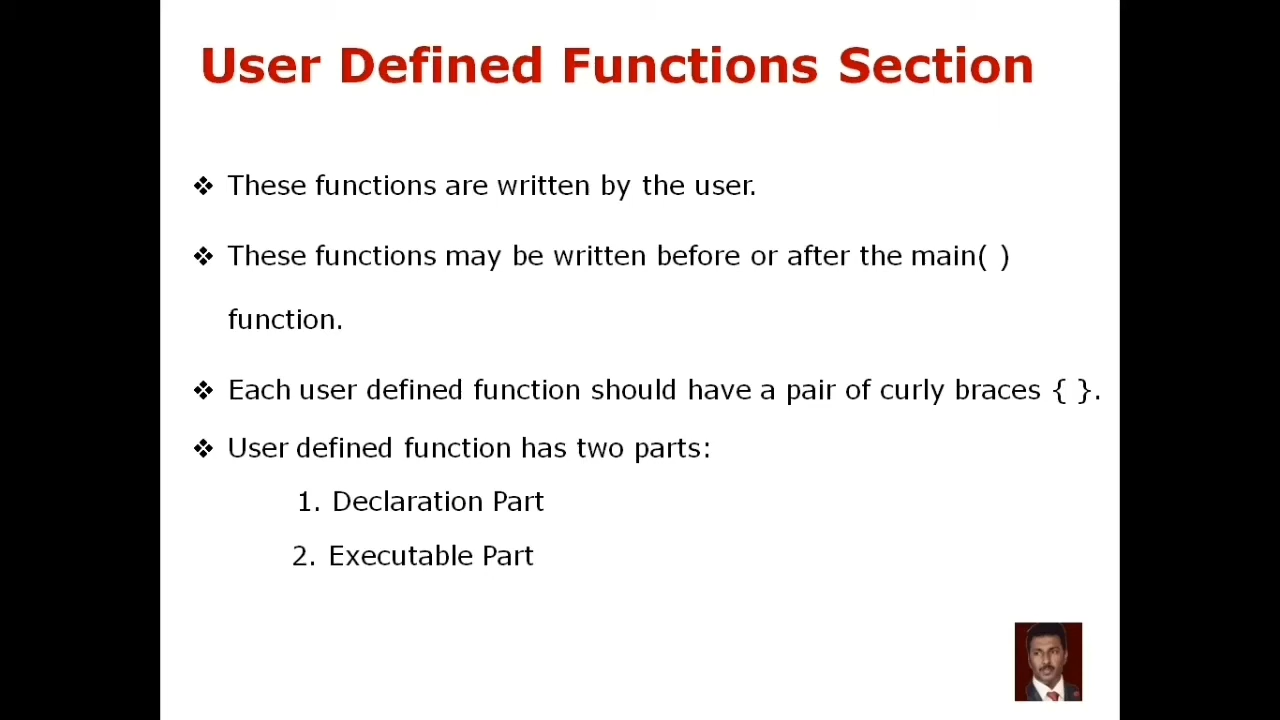 User Defined Functions Section
❖ These functions are written by the user.
❖ These functions may be written before or after the main( )
function.
❖ Each user defined function should have a pair of curly braces { }.
❖ User defined function has two parts:
1. Declaration Part
2. Executable Part